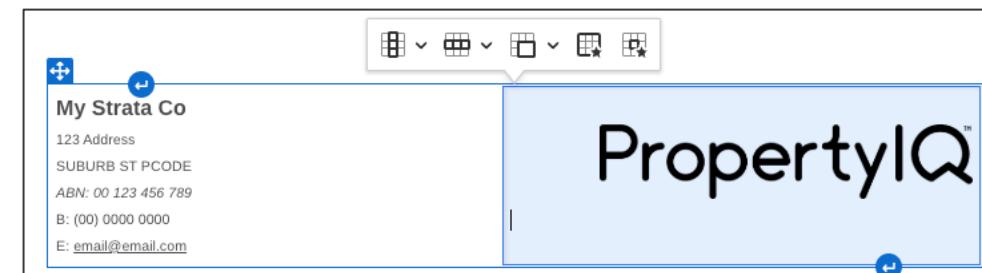 My Strata Co
123 Address
SUBURB ST PCODE
ABN: 00 123 456 789
B: (00) 0000 0000
E: email@email.com
PropertyIQ™